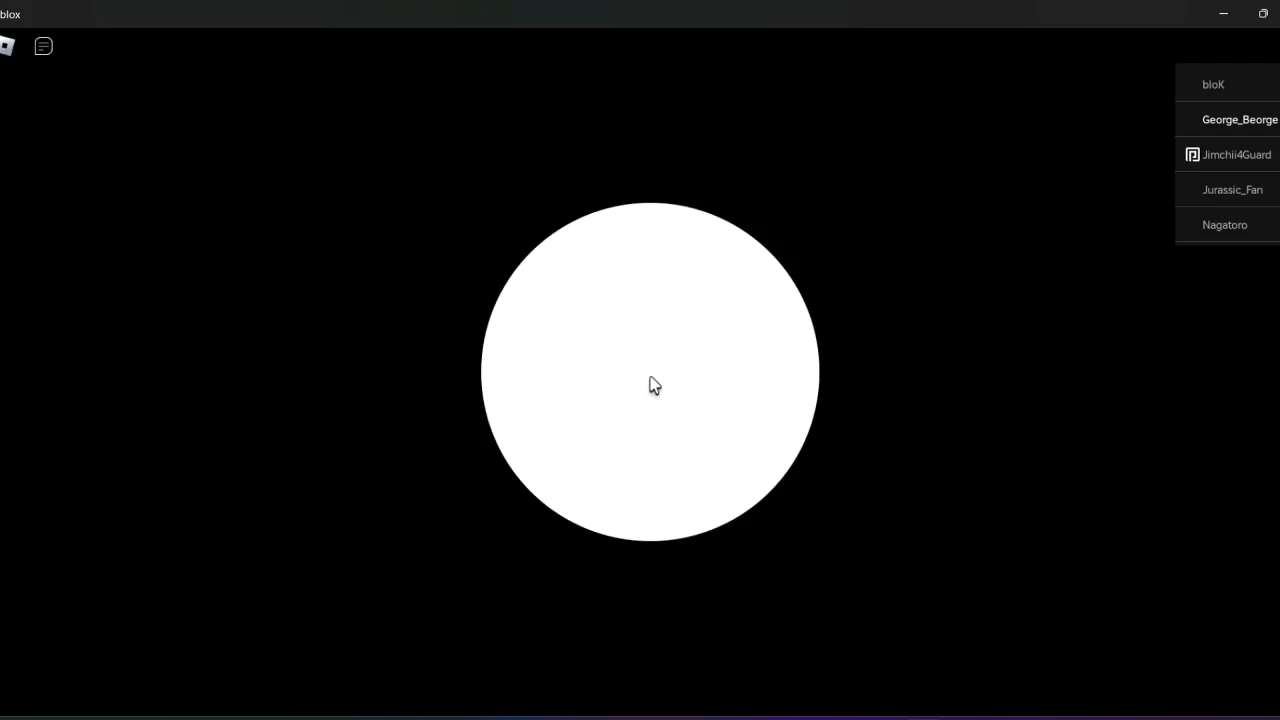 blox
bloK
George_Beorge
Jimchii4Guard
Jurassic_Fan
Nagatoro